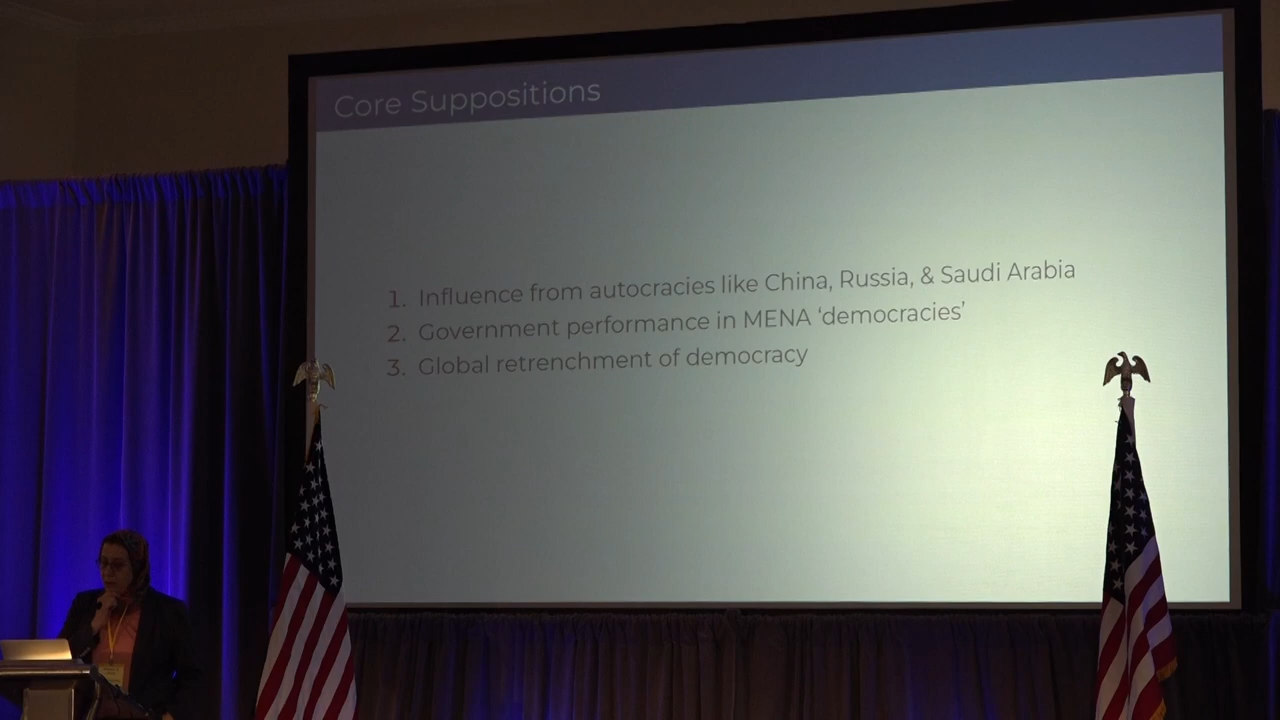 Core Suppositions
1. Influence from autocracies like China, Russia, & Saudi Arabia
2. Government performance in MENA ‘democracies’
3. Global retrenchment of democracy